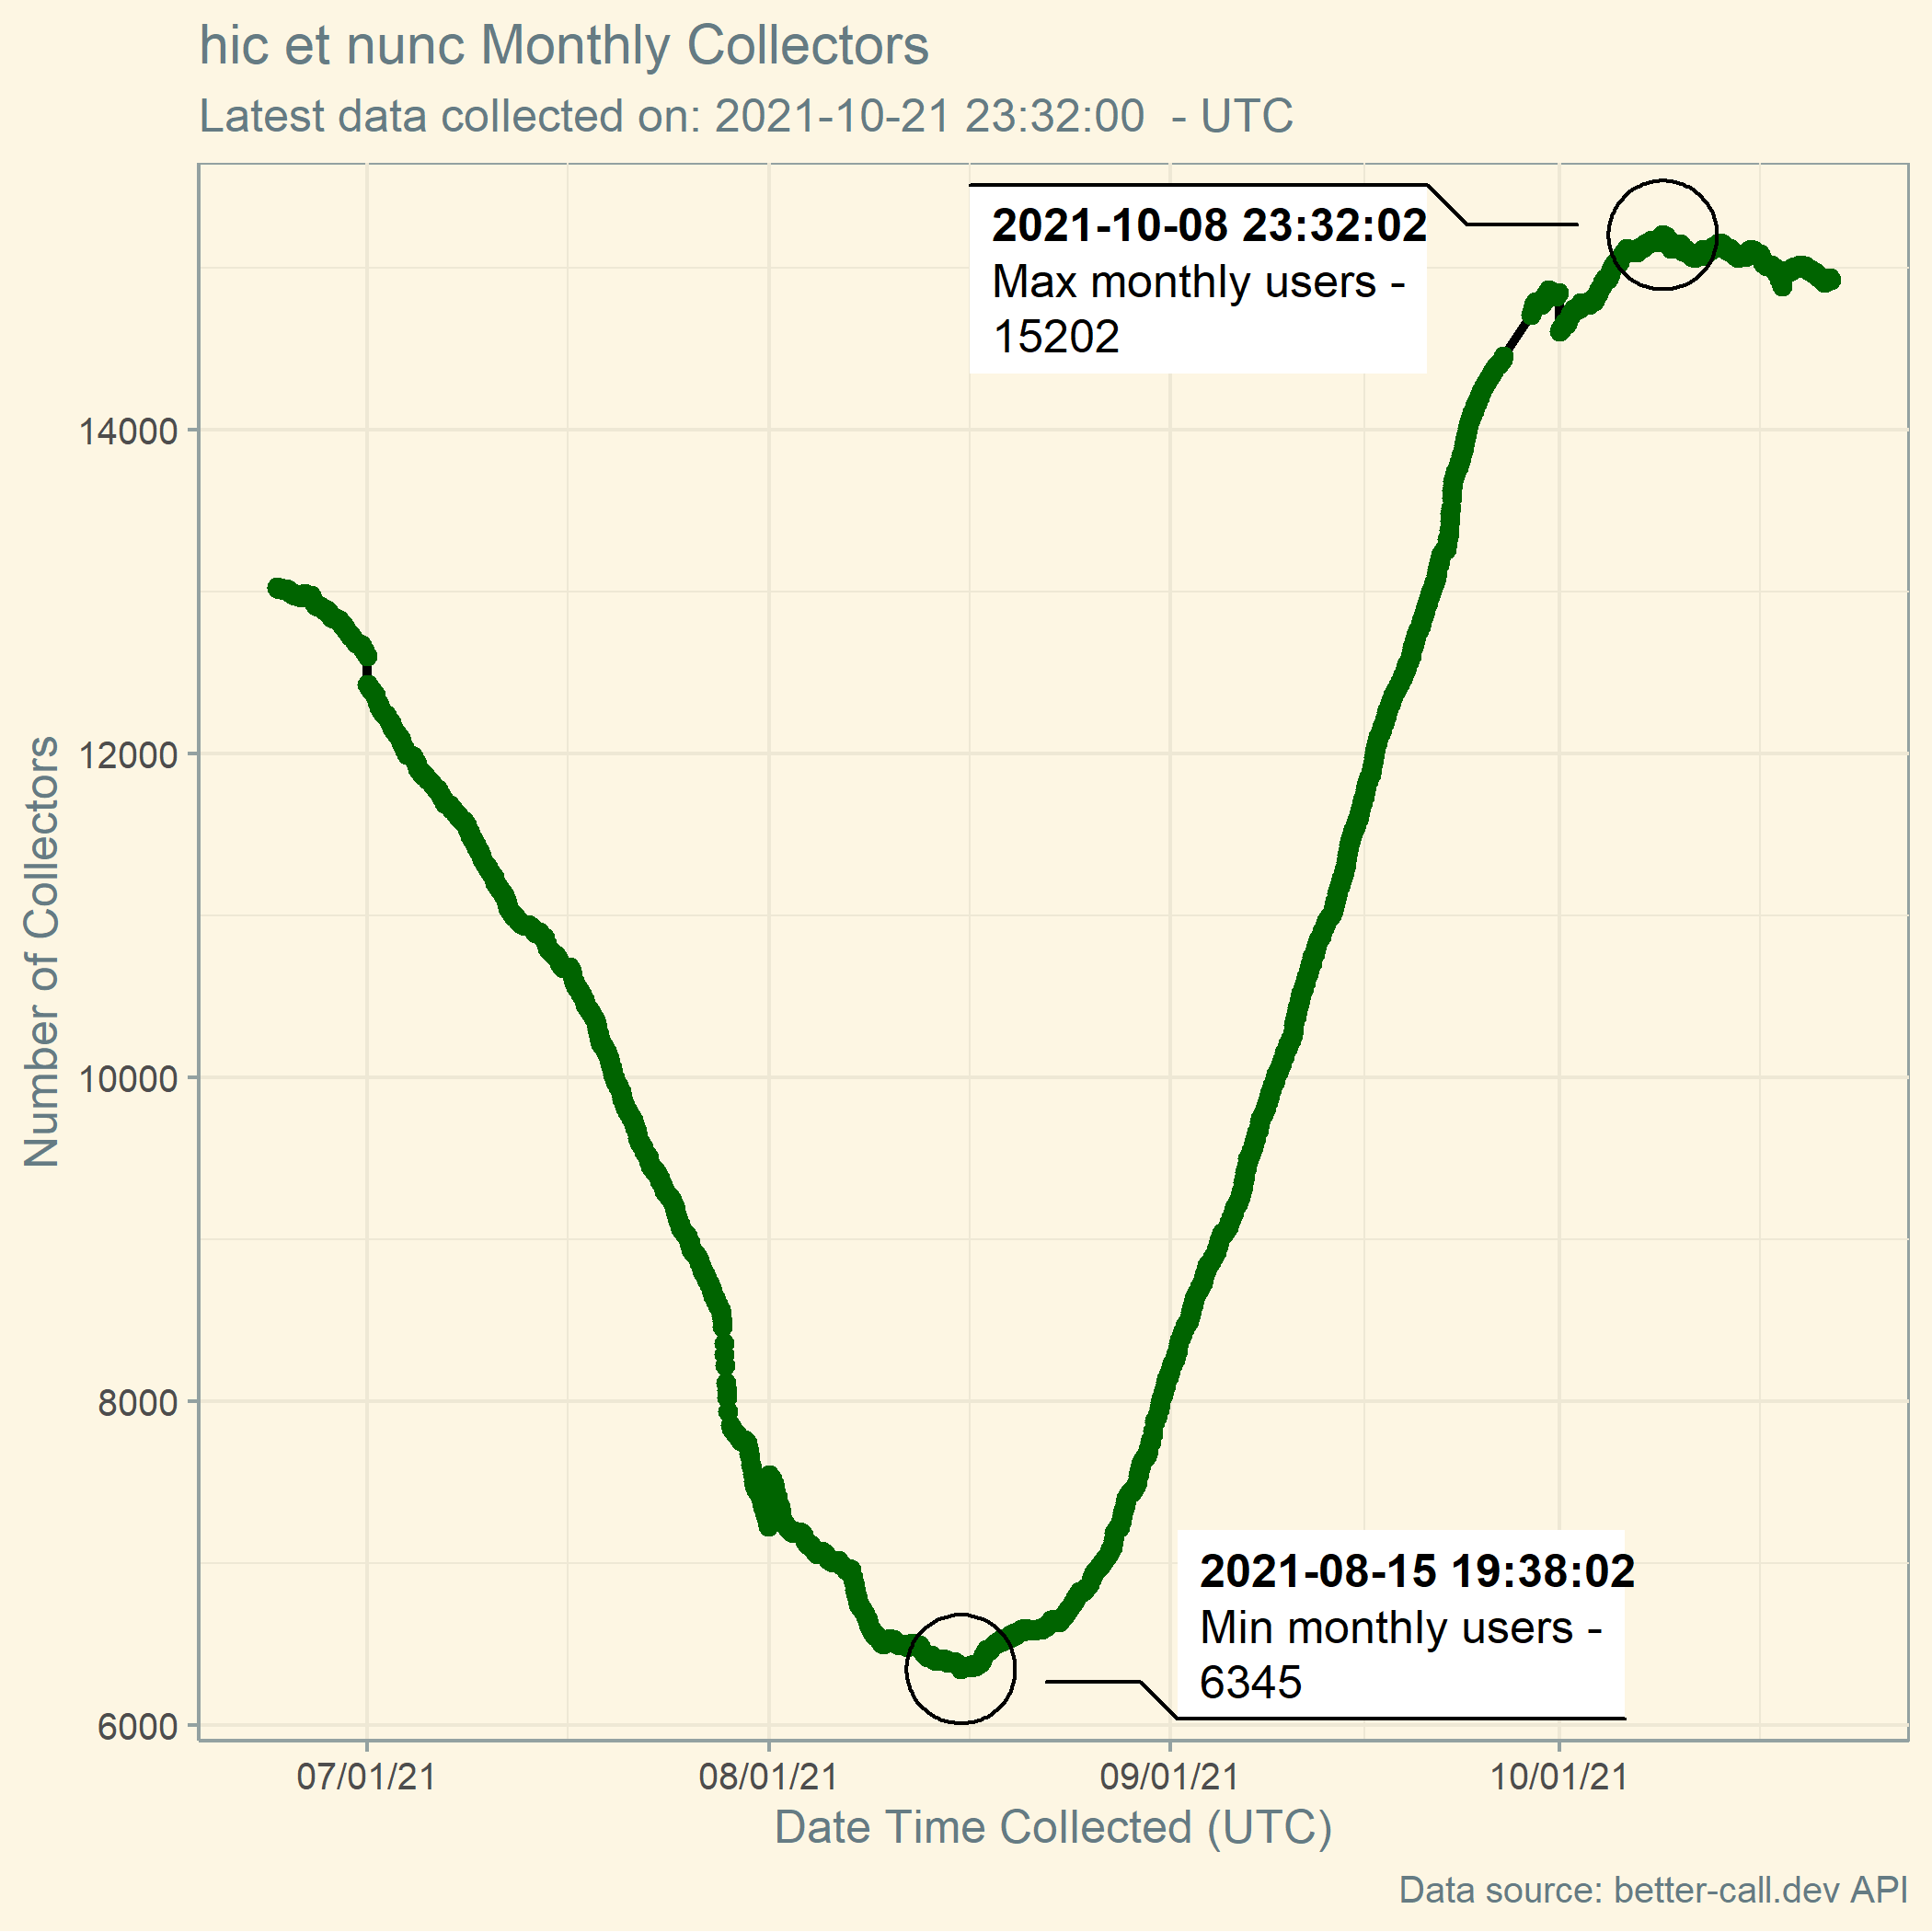 hic et nunc Monthly Collectors
Latest data collected on: 2021-10-21 23:32:00  - UTC
2021-10-08 23:32:02
Max monthly users -
15202
14000
12000
10000
8000
6000
Number of Collectors
2021-08-15 19:38:02
Min monthly users -
6345
07/01/21
08/01/21
09/01/21
10/01/21
Date Time Collected (UTC)
Data source: better-call.dev API